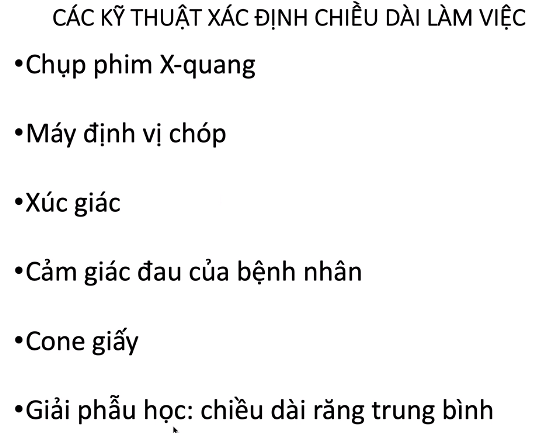 CÁC KỸ THUẬT XÁC ĐỊNH CHIỀU DÀI LÀM VIỆC
•Chụp phim X-quang
•Máy định vị chóp
•Xúc giác
•Cảm giác đau của bệnh nhân
•Cone giấy
•Giải phẫu học: chiều dài răng trung bình